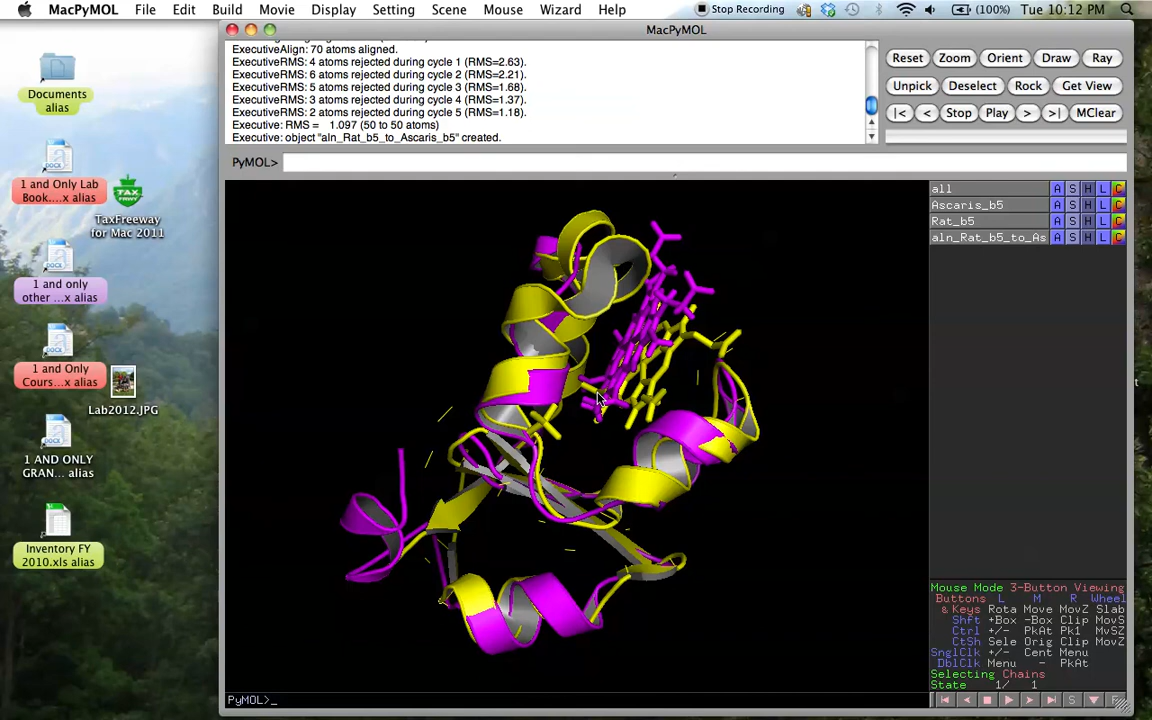 MacPyMOL File Edit Build Movie Display Setting Scene Mouse Wizard Help Stop Recording (100%) Tue 10:12 PM
MacPyMOL
ExecutiveAlign: 70 atoms aligned.
ExecutiveRMS: 4 atoms rejected during cycle 1 (RMS=2.63).
ExecutiveRMS: 6 atoms rejected during cycle 2 (RMS=2.21).
ExecutiveRMS: 5 atoms rejected during cycle 3 (RMS=1.68).
ExecutiveRMS: 3 atoms rejected during cycle 4 (RMS=1.37).
ExecutiveRMS: 2 atoms rejected during cycle 5 (RMS=1.18).
Executive: RMS = 1.097 (50 to 50 atoms)
Executive: object "aln_Rat_b5_to_Ascaris_b5" created.
Reset Zoom Orient Draw Ray
Unpick Deselect Rock Get View
|< < Stop Play > >| MClear
PyMOL>
all A S H L C
Ascaris_b5 A S H L C
Rat_b5 A S H L C
aln_Rat_b5_to_As A S H L C
Documents
alias
1 and Only Lab
Book....x alias
TaxFreeway
for Mac 2011
1 and only
other ...x alias
1 and Only
Cours...x alias
Lab2012.JPG
1 AND ONLY
GRAN... alias
Inventory FY
2010.xls alias
Mouse Mode 3-Button Viewing
Buttons L M R Wheel
& Keys Rota Move MovZ Slab
Shft +Box -Box Clip MovS
Ctrl +/- PkAt Pk1 MvSZ
CtSh Sele Orig Clip MovZ
SnglClk +/- Cent Menu
DblClk Menu - PkAt
Selecting Chains
State 1/ 1
PyMOL>_
S F